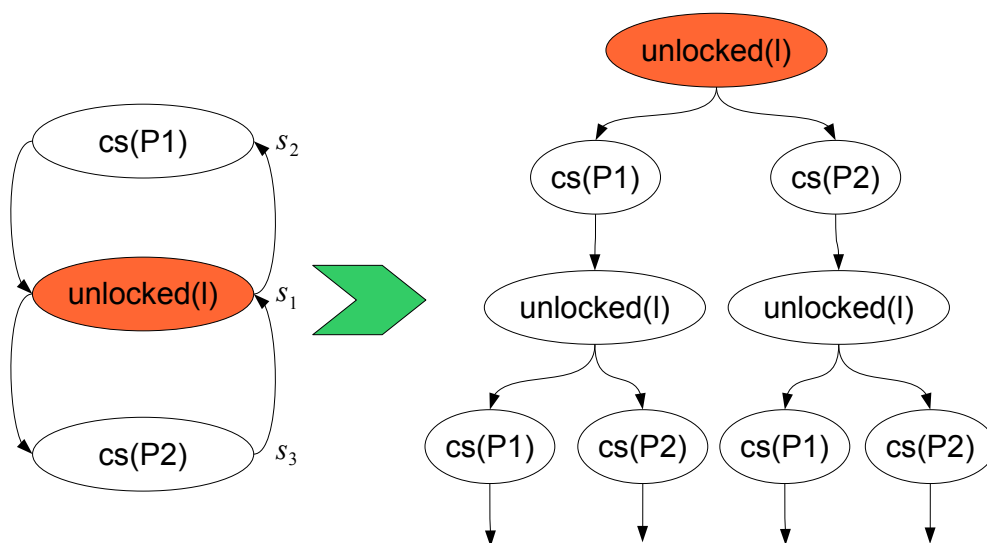 cs(P1)
s₂
unlocked(l)
s₁
cs(P2)
s₃
unlocked(l)
cs(P1)
cs(P2)
unlocked(l)
unlocked(l)
cs(P1)
cs(P2)
cs(P1)
cs(P2)